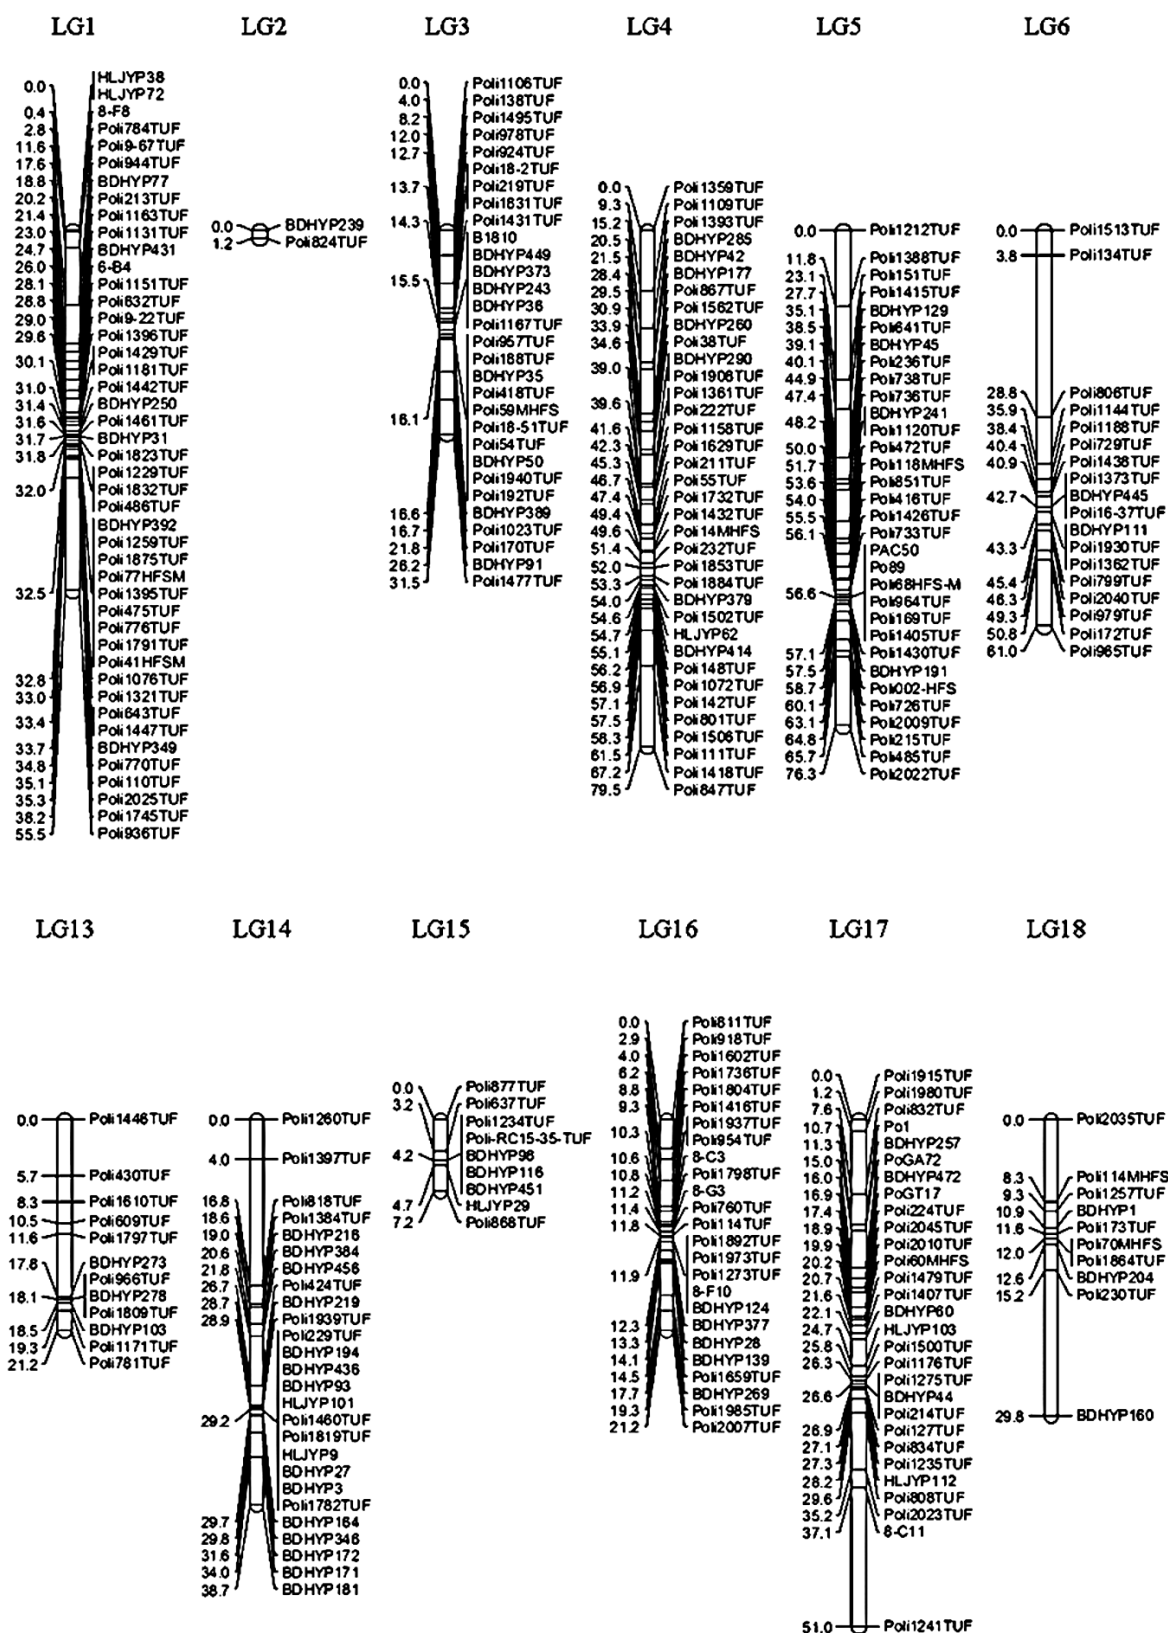 LG1
0.0 HLJYP38
HLJYP72
0.4 8-F8
2.8 Poli784TUF
11.6 Poli9-67TUF
17.6 Poli944TUF
18.8 BDHYP77
20.2 Poli213TUF
21.4 Poli1163TUF
23.0 Poli1131TUF
24.7 BDHYP431
26.0 6-B4
28.1 Poli1151TUF
28.8 Poli632TUF
29.0 Poli9-22TUF
29.6 Poli1396TUF
30.1 Poli1429TUF
Poli1181TUF
31.0 Poli1442TUF
31.4 BDHYP250
31.6 Poli1461TUF
31.7 BDHYP31
31.8 Poli1823TUF
32.0 Poli1229TUF
Poli1832TUF
Poli486TUF
32.5 BDHYP392
Poli1259TUF
Poli1875TUF
Poli77HFSM
Poli1395TUF
Poli475TUF
Poli776TUF
Poli1791TUF
Poli41HFSM
32.8 Poli1076TUF
33.0 Poli1321TUF
33.4 Poli643TUF
Poli1447TUF
33.7 BDHYP349
34.8 Poli770TUF
35.1 Poli110TUF
35.3 Poli2025TUF
38.2 Poli1745TUF
55.5 Poli936TUF
LG2
0.0 BDHYP239
1.2 Poli824TUF
LG3
0.0 Poli1106TUF
4.0 Poli138TUF
8.2 Poli1495TUF
12.0 Poli978TUF
12.7 Poli924TUF
13.7 Poli18-2TUF
Poli219TUF
Poli1831TUF
14.3 Poli1431TUF
15.5 B1810
BDHYP449
BDHYP373
BDHYP243
BDHYP36
Poli1167TUF
16.1 Poli957TUF
Poli188TUF
BDHYP35
Poli418TUF
Poli59MHFS
Poli18-51TUF
Poli54TUF
BDHYP50
Poli1940TUF
Poli192TUF
16.6 BDHYP389
16.7 Poli1023TUF
21.8 Poli170TUF
26.2 BDHYP91
31.5 Poli1477TUF
LG4
0.0 Poli1359TUF
9.3 Poli1109TUF
15.2 Poli1393TUF
20.5 BDHYP285
21.5 BDHYP42
28.4 BDHYP177
29.5 Poli867TUF
30.9 Poli1562TUF
33.9 BDHYP260
34.6 Poli38TUF
39.0 BDHYP290
Poli1906TUF
39.6 Poli1361TUF
Poli222TUF
41.6 Poli1158TUF
42.3 Poli1629TUF
45.3 Poli211TUF
46.7 Poli55TUF
47.4 Poli1732TUF
49.4 Poli1432TUF
49.6 Poli14MHFS
51.4 Poli232TUF
52.0 Poli1853TUF
53.3 Poli1884TUF
54.0 BDHYP379
54.6 Poli1502TUF
54.7 HLJYP62
55.1 BDHYP414
56.2 Poli148TUF
56.9 Poli1072TUF
57.1 Poli142TUF
57.5 Poli801TUF
58.3 Poli1506TUF
61.5 Poli111TUF
67.2 Poli1418TUF
79.5 Poli847TUF
LG5
0.0 Poli1212TUF
11.8 Poli1388TUF
23.1 Poli151TUF
27.7 Poli1415TUF
35.1 BDHYP129
38.5 Poli641TUF
39.1 BDHYP45
40.1 Poli236TUF
44.9 Poli738TUF
47.4 Poli736TUF
48.2 BDHYP241
Poli1120TUF
50.0 Poli472TUF
51.7 Poli118MHFS
53.6 Poli851TUF
54.0 Poli416TUF
55.5 Poli1426TUF
56.1 Poli733TUF
56.6 PAC50
Po89
Poli68HFS-M
Poli964TUF
Poli169TUF
Poli1405TUF
57.1 Poli1430TUF
57.5 BDHYP191
58.7 Poli002-HFS
60.1 Poli726TUF
63.1 Poli2009TUF
64.8 Poli215TUF
65.7 Poli485TUF
76.3 Poli2022TUF
LG6
0.0 Poli1513TUF
3.8 Poli134TUF
28.8 Poli806TUF
35.9 Poli1144TUF
38.4 Poli1188TUF
40.4 Poli729TUF
40.9 Poli1438TUF
42.7 Poli1373TUF
BDHYP445
Poli16-37TUF
43.3 BDHYP111
Poli1930TUF
Poli1362TUF
45.4 Poli799TUF
46.3 Poli2040TUF
49.3 Poli979TUF
50.8 Poli172TUF
61.0 Poli965TUF
LG13
0.0 Poli1446TUF
5.7 Poli430TUF
8.3 Poli1610TUF
10.5 Poli609TUF
11.6 Poli1797TUF
17.8 BDHYP273
18.1 Poli966TUF
BDHYP278
Poli1809TUF
18.5 BDHYP103
19.3 Poli1171TUF
21.2 Poli781TUF
LG14
0.0 Poli1260TUF
4.0 Poli1397TUF
16.8 Poli818TUF
18.6 Poli1384TUF
19.0 BDHYP216
20.6 BDHYP384
21.8 BDHYP456
26.7 Poli424TUF
28.7 BDHYP219
28.9 Poli1939TUF
29.2 Poli229TUF
BDHYP194
BDHYP436
BDHYP93
HLJYP101
Poli1460TUF
Poli1819TUF
HLJYP9
BDHYP27
BDHYP3
Poli1782TUF
29.7 BDHYP164
29.8 BDHYP346
31.6 BDHYP172
34.0 BDHYP171
38.7 BDHYP181
LG15
0.0 Poli877TUF
3.2 Poli637TUF
4.2 Poli1234TUF
Poli-RC15-35-TUF
BDHYP98
BDHYP116
BDHYP451
4.7 HLJYP29
7.2 Poli868TUF
LG16
0.0 Poli811TUF
2.9 Poli918TUF
4.0 Poli1602TUF
6.2 Poli1736TUF
8.8 Poli1804TUF
9.3 Poli1416TUF
10.3 Poli1937TUF
Poli954TUF
10.6 8-C3
10.8 Poli1798TUF
11.2 8-G3
11.4 Poli760TUF
11.8 Poli114TUF
11.9 Poli1892TUF
Poli1973TUF
Poli1273TUF
8-F10
BDHYP124
12.3 BDHYP377
13.3 BDHYP28
14.1 BDHYP139
14.5 Poli1659TUF
17.7 BDHYP269
19.3 Poli1985TUF
21.2 Poli2007TUF
LG17
0.0 Poli1915TUF
1.2 Poli1980TUF
7.6 Poli832TUF
10.7 Po1
11.3 BDHYP257
15.0 PoGA72
16.0 BDHYP472
16.9 PoGT17
17.4 Poli224TUF
18.9 Poli2045TUF
19.9 Poli2010TUF
20.2 Poli60MHFS
20.7 Poli1479TUF
21.6 Poli1407TUF
22.1 BDHYP60
24.7 HLJYP103
25.8 Poli1500TUF
26.3 Poli1176TUF
26.6 Poli1275TUF
BDHYP44
Poli214TUF
26.9 Poli127TUF
27.1 Poli834TUF
27.3 Poli1235TUF
28.2 HLJYP112
29.6 Poli808TUF
35.2 Poli2023TUF
37.1 8-C11
51.0 Poli1241TUF
LG18
0.0 Poli2035TUF
8.3 Poli114MHFS
9.3 Poli1257TUF
10.9 BDHYP1
11.6 Poli173TUF
12.0 Poli70MHFS
Poli1864TUF
12.6 BDHYP204
15.2 Poli230TUF
29.8 BDHYP160